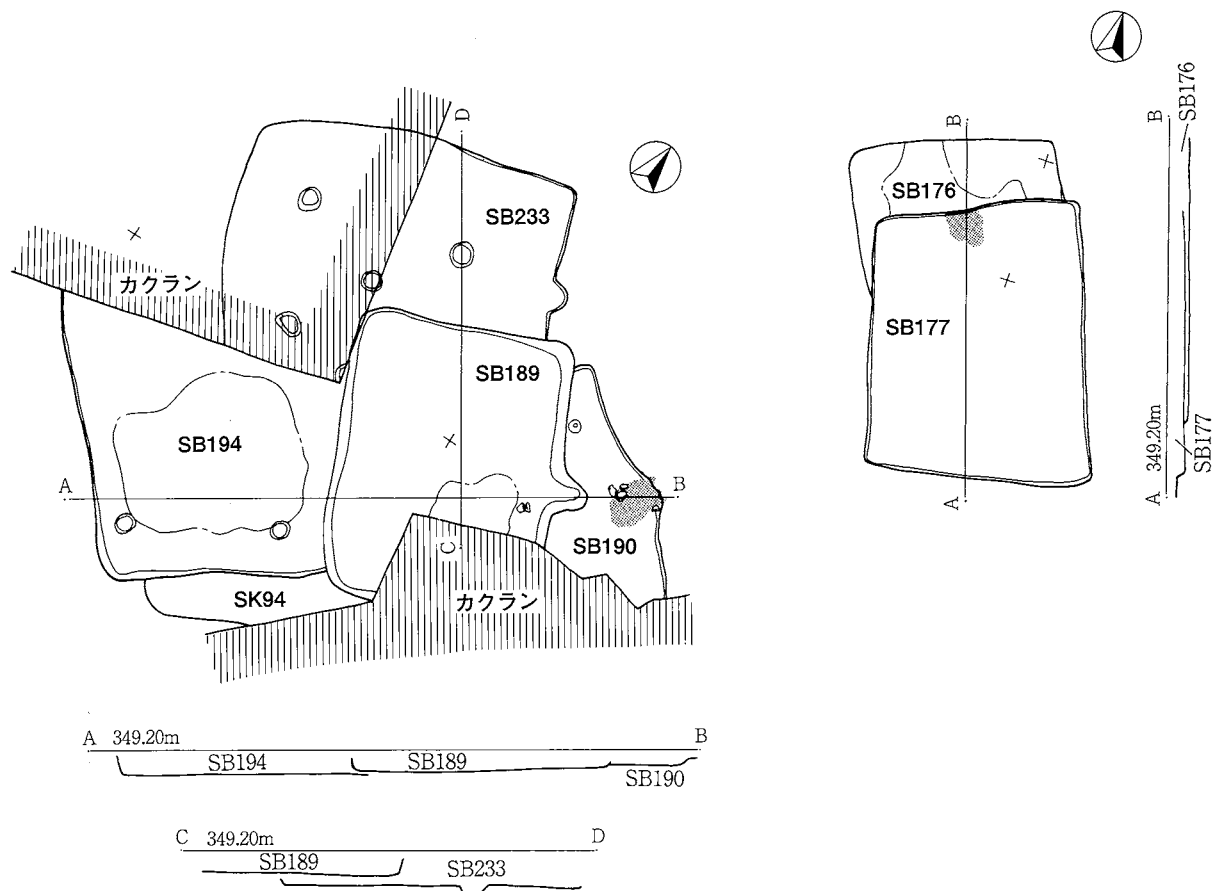 D
SB233
カクラン
SB189
SB194
A
B
C
SB190
SK94
カクラン
A 349.20m B
SB194 SB189
SB190
C 349.20m D
SB189 SB233
B
SB176
SB177
A
B
SB176
349.20m
A
SB177